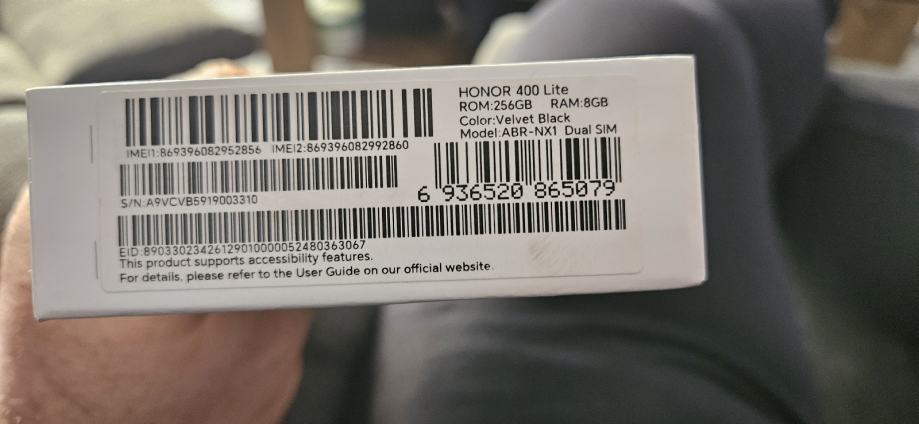 HONOR 400 Lite
ROM:256GB RAM:8GB
Color:Velvet Black
Model:ABR-NX1 Dual SIM
IMEI1:869396082952856 IMEI2:869396082992860
6 936520 865079
S/N:A9VCVB5919003310
EID:89033023426129010000052480363067
This product supports accessibility features.
For details, please refer to the User Guide on our official website.